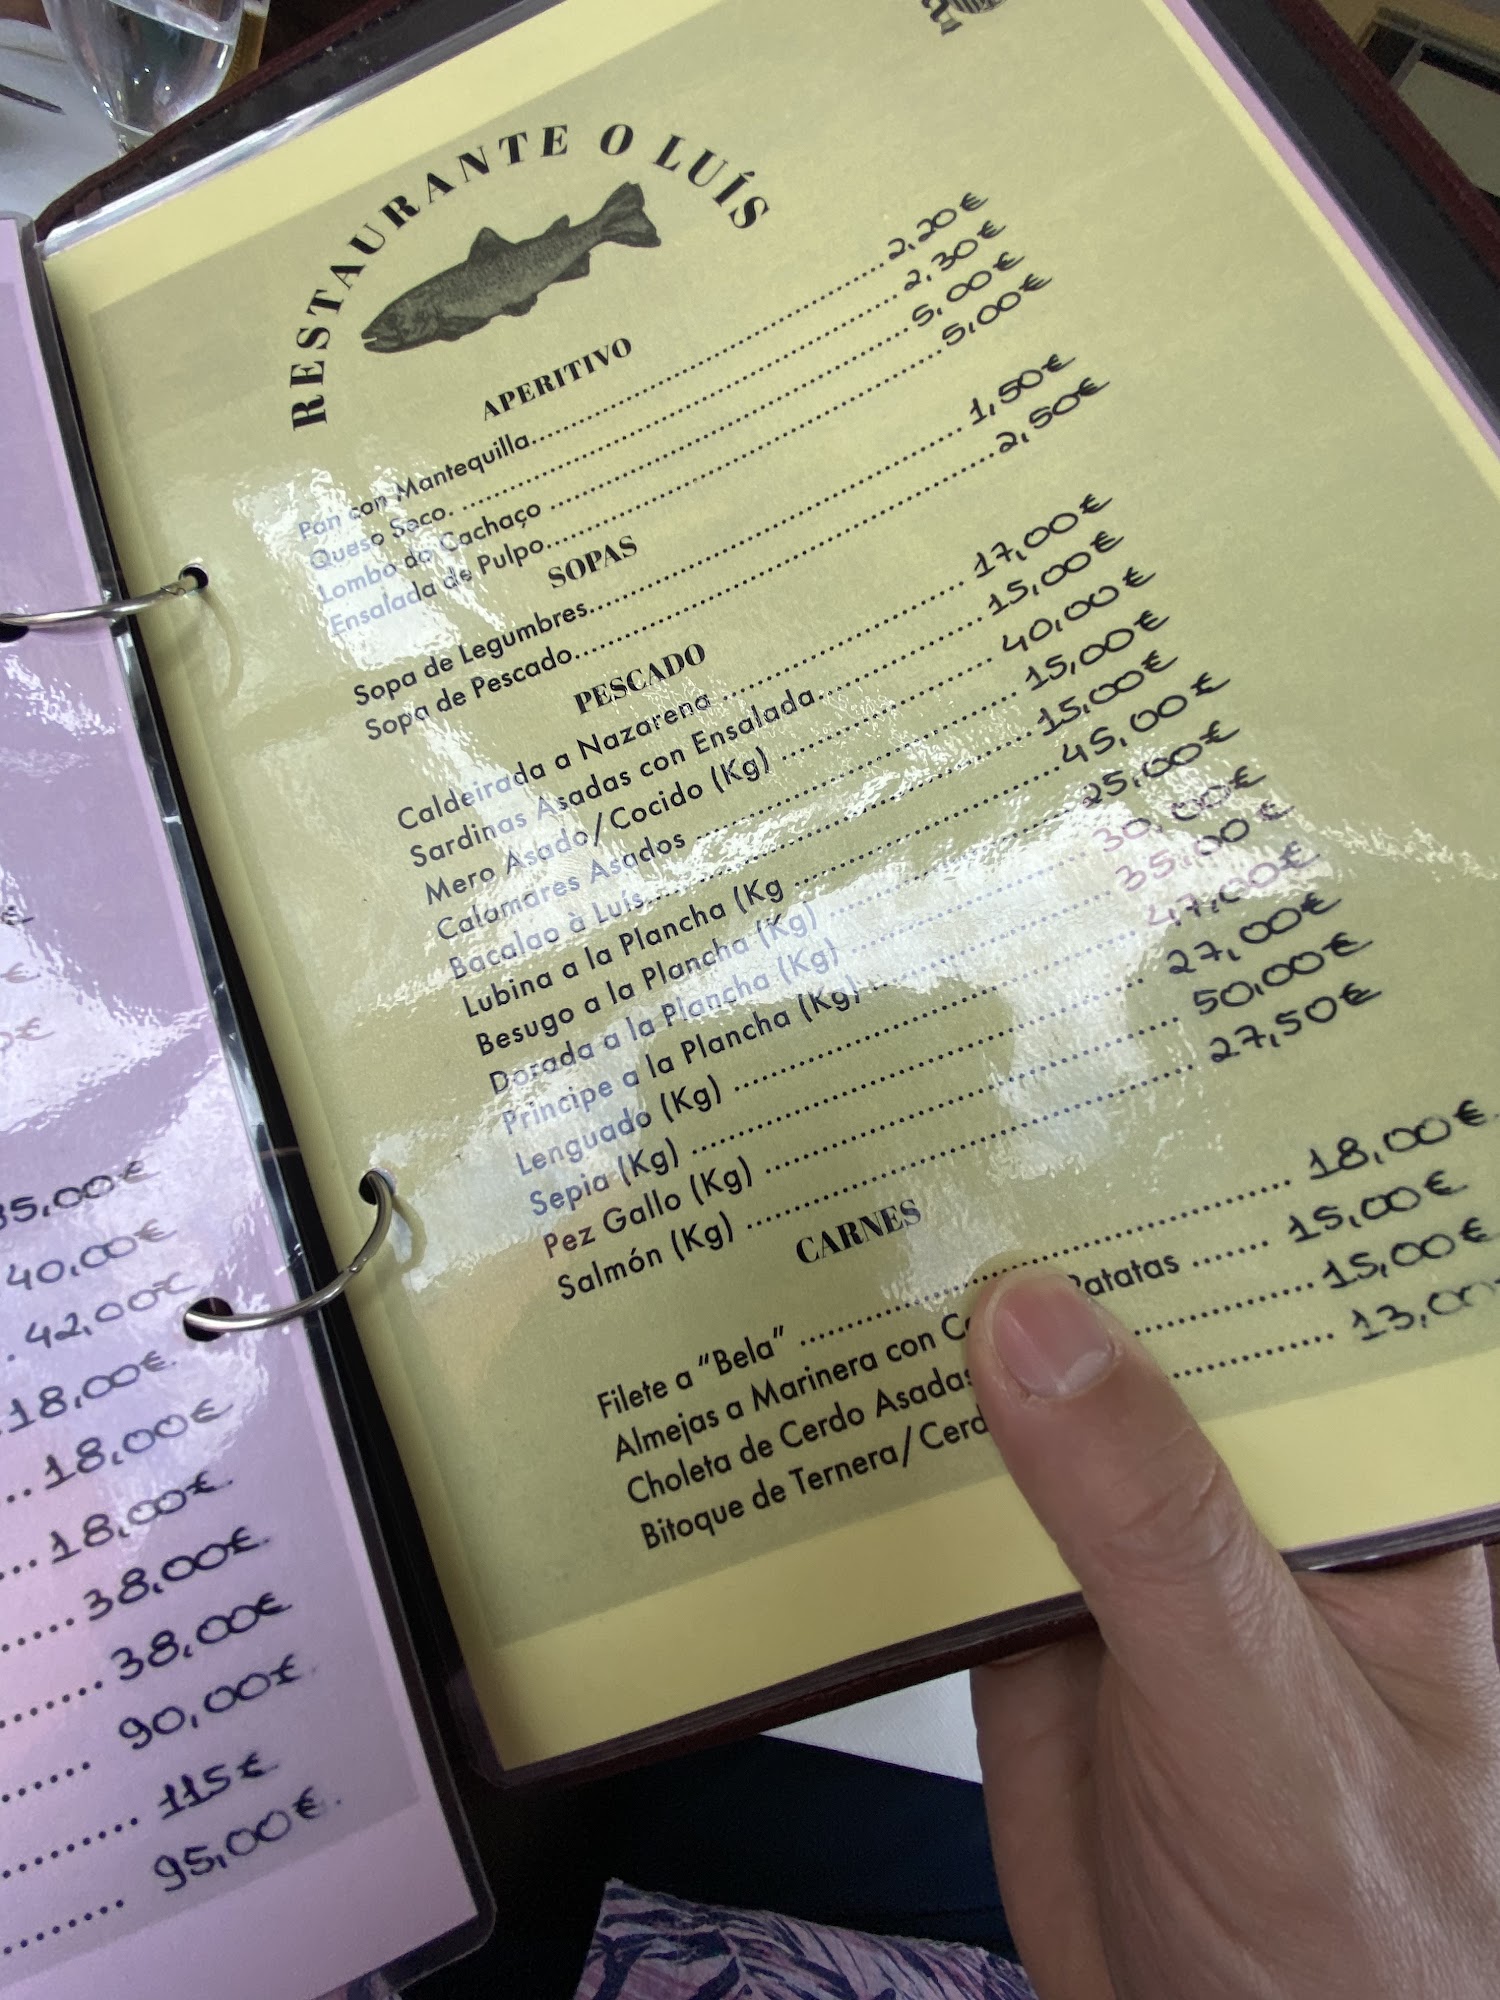 RESTAURANTE O LUÍS
APERITIVO
Pan con Mantequilla 2,20€
Queso Seco 2,30€
Lombo do Cachaço 5,00€
Ensalada de Pulpo 5,00€
SOPAS
Sopa de Legumbres 1,50€
Sopa de Pescado 2,50€
PESCADO
Caldeirada a Nazarena 17,00€
Sardinas Asadas con Ensalada 15,00€
Mero Asado/Cocido (Kg) 40,00€
Calamares Asados 15,00€
Bacalao à Luís 15,00€
Lubina a la Plancha (Kg 45,00€
Besugo a la Plancha (Kg) 25,00€
Dorada a la Plancha (Kg) 30,00€
Principe a la Plancha (Kg) 35,00€
Lenguado (Kg) 47,00€
Sepia (Kg) 27,00€
Pez Gallo (Kg) 50,00€
Salmón (Kg) 27,50€
CARNES
Filete a "Bela" 18,00€
Almejas a Marinera con Patatas 15,00€
Choleta de Cerdo Asadas 15,00€
Bitoque de Ternera/ 13,00
40,00€
42,00€
18,00€
18,00€
18,00€
38,00€
38,00€
90,00€
115€
95,00€